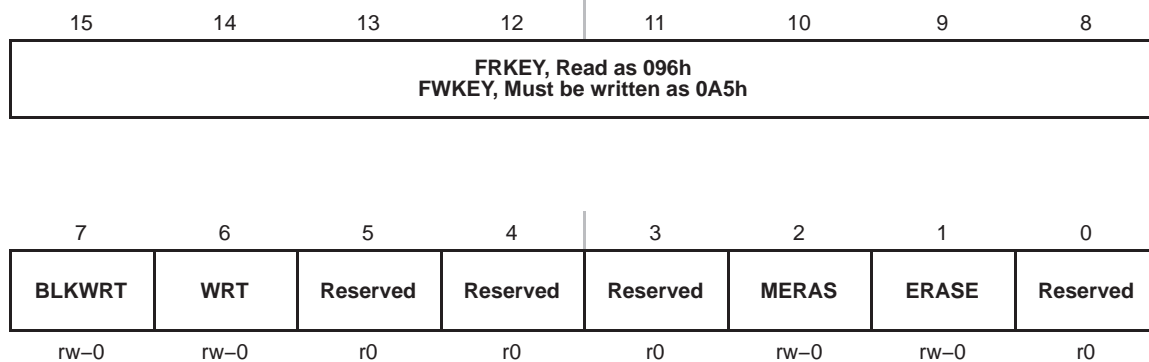 15 14 13 12 11 10 9 8
FRKEY, Read as 096h
FWKEY, Must be written as 0A5h
7 6 5 4 3 2 1 0
BLKWRT WRT Reserved Reserved Reserved MERAS ERASE Reserved
rw−0 rw−0 r0 r0 r0 rw−0 rw−0 r0